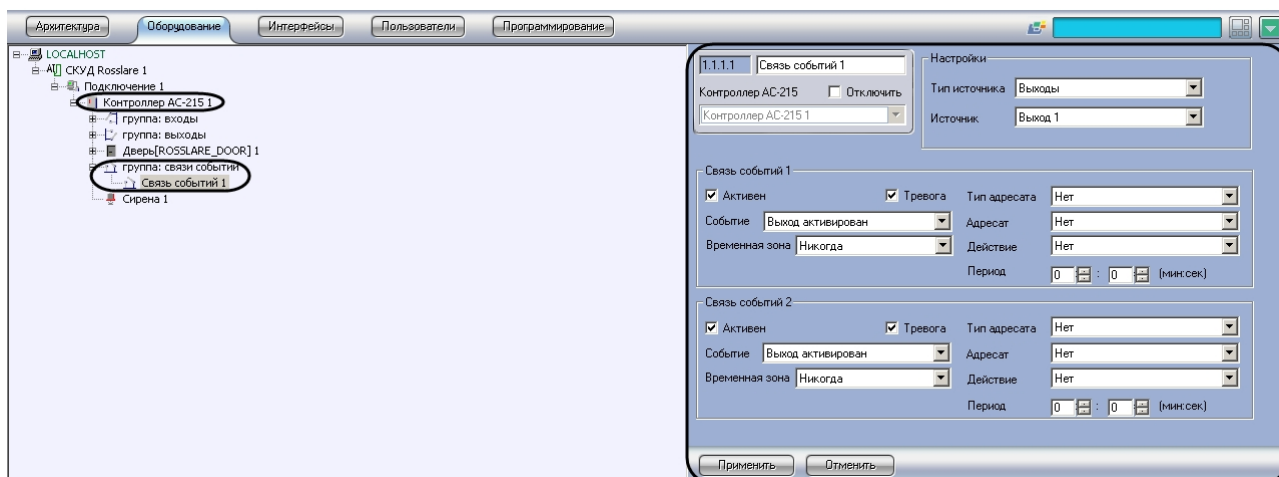 Архитектура Оборудование Интерфейсы Пользователи Программирование
LOCALHOST
СКУД Rosslare 1
Подключение 1
Контроллер AC-215 1
группа: входы
группа: выходы
Дверь[ROSSLARE_DOOR] 1
группа: связи событий
Связь событий 1
Сирена 1
1.1.1.1 Связь событий 1
Контроллер AC-215 Отключить
Контроллер AC-215 1
Настройки
Тип источника Выходы
Источник Выход 1
Связь событий 1
Активен Тревога Тип адресата Нет
Событие Выход активирован Адресат Нет
Временная зона Никогда Действие Нет
Период 0 : 0 (мин:сек)
Связь событий 2
Активен Тревога Тип адресата Нет
Событие Выход активирован Адресат Нет
Временная зона Никогда Действие Нет
Период 0 : 0 (мин:сек)
Применить Отменить